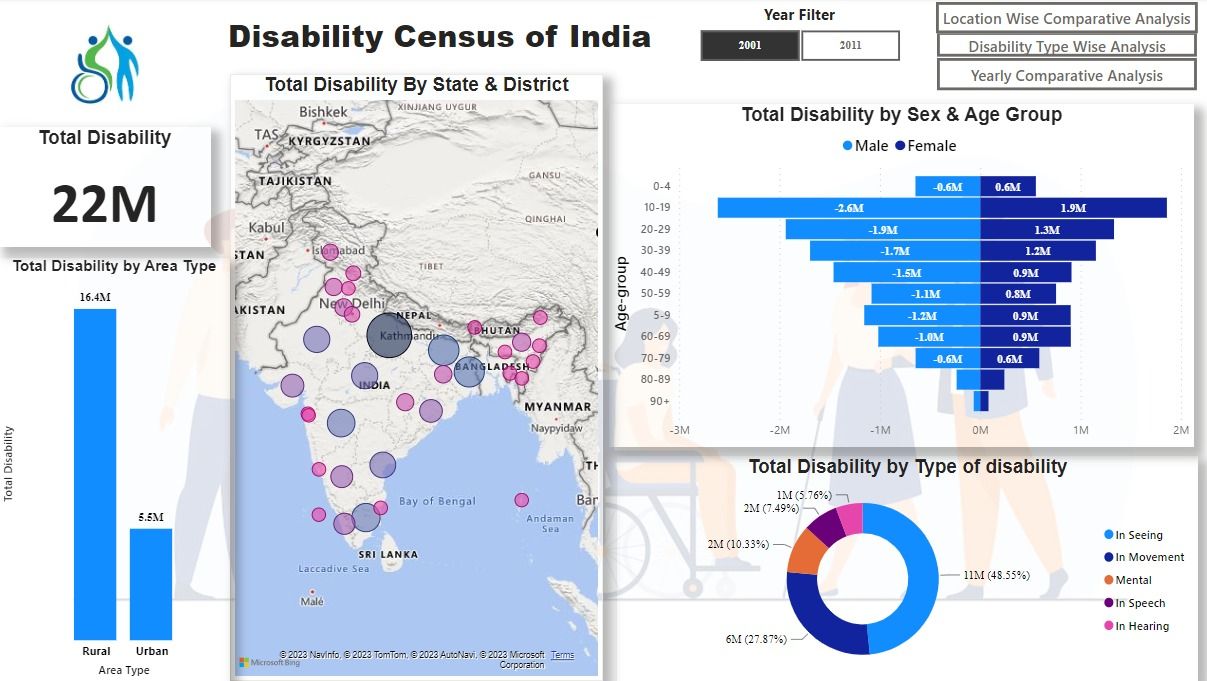 Disability Census of India
Year Filter
2001
2011
Location Wise Comparative Analysis
Disability Type Wise Analysis
Yearly Comparative Analysis
Total Disability
22M
Total Disability by Area Type
16.4M
5.5M
Total Disability
Rural
Urban
Area Type
Total Disability By State & District
Bishkek
XINJIANG UYGUR
TAS
KYRGYZSTAN
TAJIKISTAN
GANSU
Kabul
QINGHAI
STAN
Islamabad
TIBET
AKISTAN
New Delhi
NEPAL
Kathmandu
BHUTAN
BANGLADESH
INDIA
MYANMAR
Naypyidaw
TH
Bay of Bengal
Ban
Andaman
Sea
SRI LANKA
Laccadive Sea
Malé
Microsoft Bing
© 2023 NavInfo, © 2023 TomTom, © 2023 AutoNavi, © 2023 Microsoft Terms
Corporation
Total Disability by Sex & Age Group
Male Female
Age-group
0-4 -0.6M 0.6M
10-19 -2.6M 1.9M
20-29 -1.9M 1.3M
30-39 -1.7M 1.2M
40-49 -1.5M 0.9M
50-59 -1.1M 0.8M
5-9 -1.2M 0.9M
60-69 -1.0M 0.9M
70-79 -0.6M 0.6M
80-89
90+
-3M -2M -1M 0M 1M 2M
Total Disability by Type of disability
1M (5.76%)
2M (7.49%)
2M (10.33%)
11M (48.55%)
6M (27.87%)
In Seeing
In Movement
Mental
In Speech
In Hearing